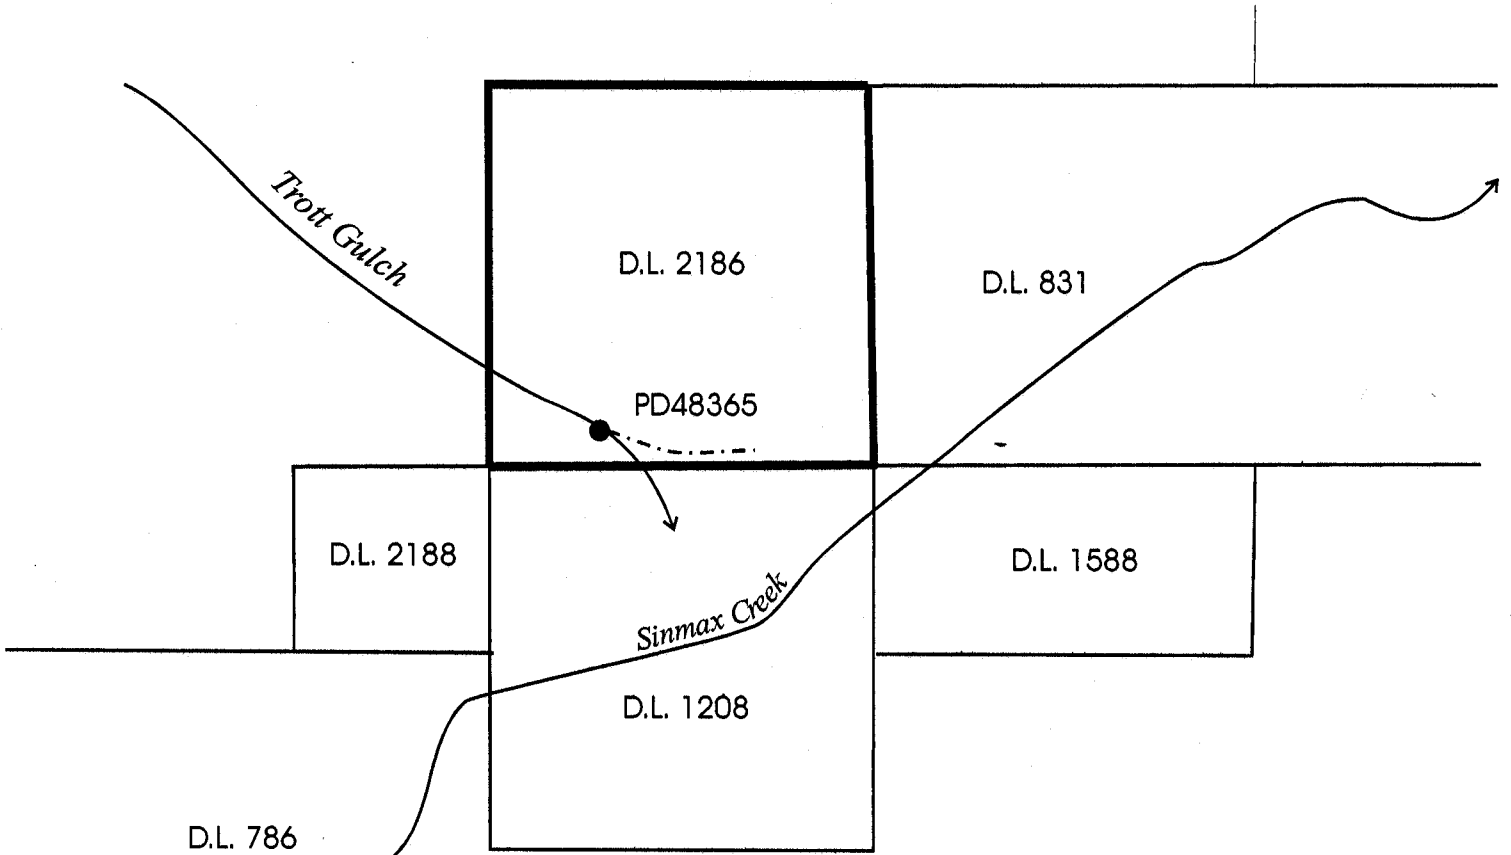 Trott Gulch
D.L. 2186
D.L. 831
PD48365
D.L. 2188
D.L. 1588
Sinmax Creek
D.L. 1208
D.L. 786